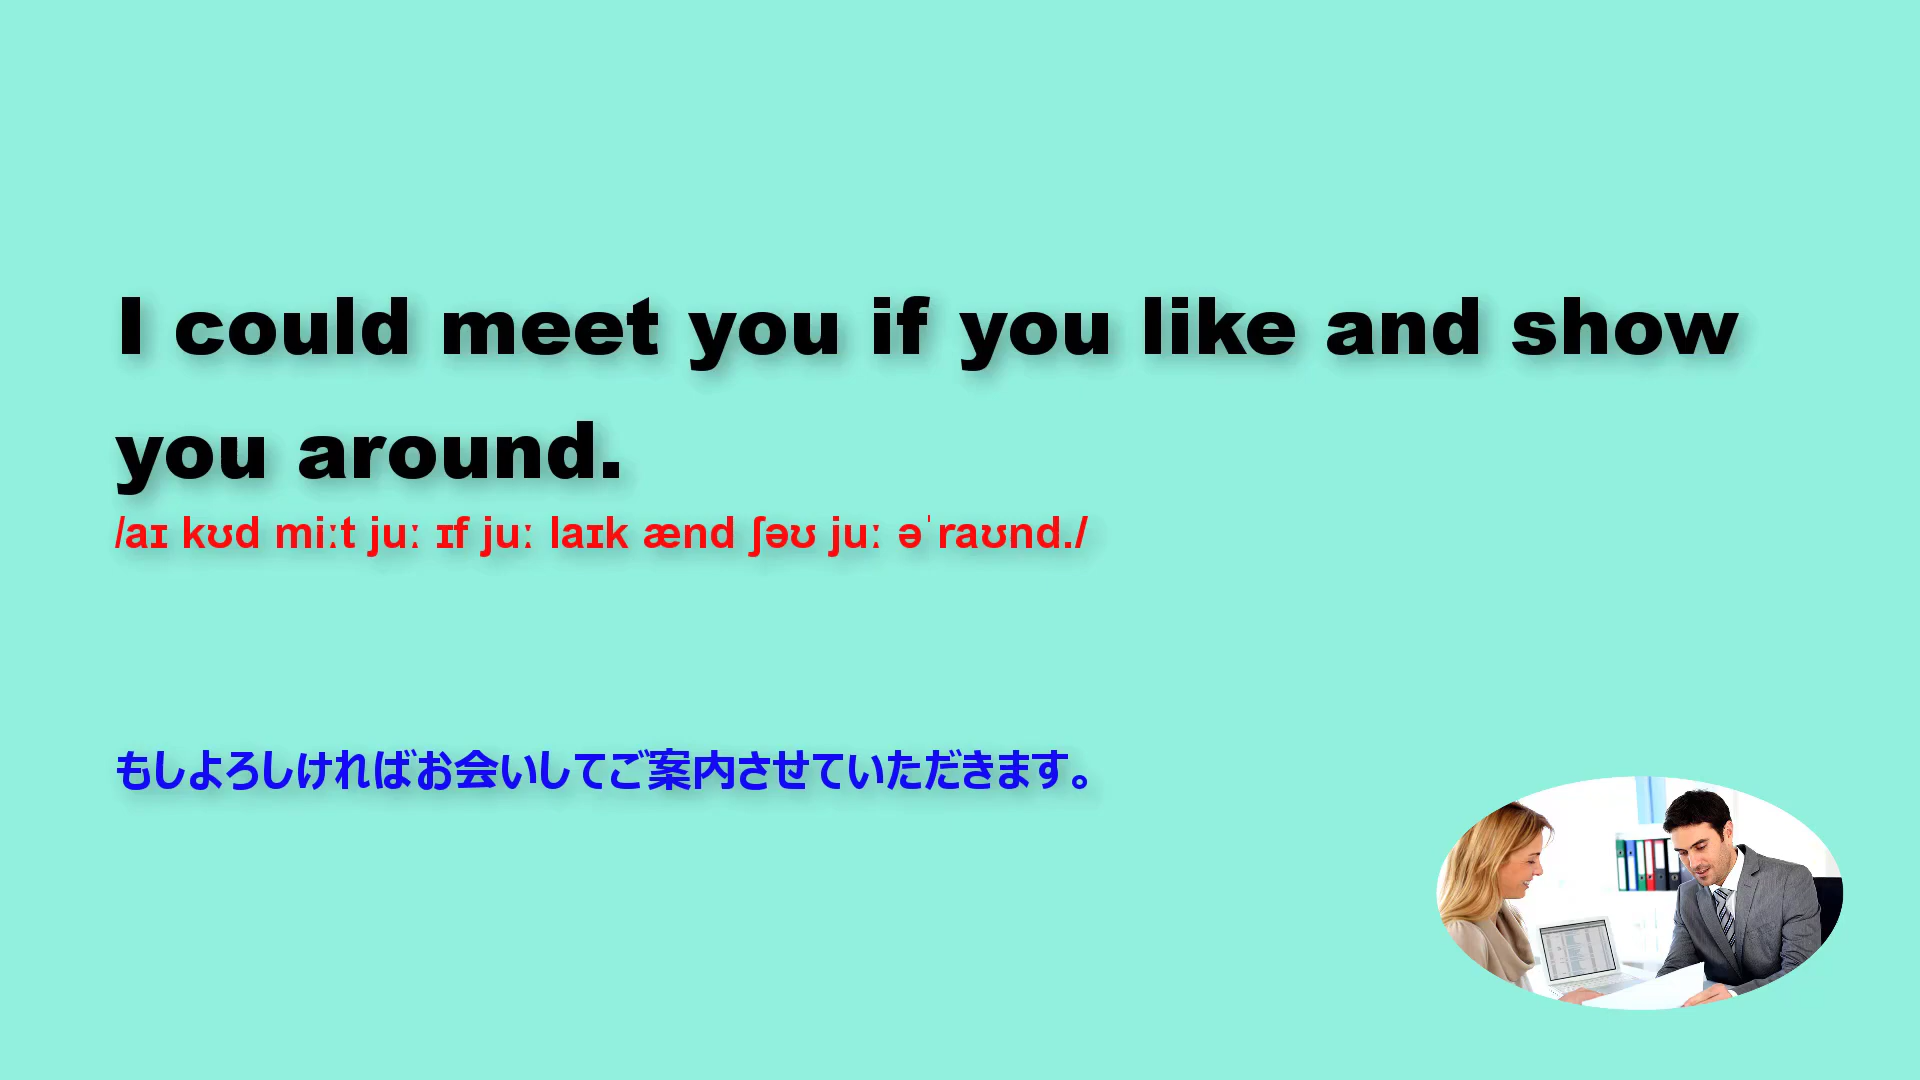 I could meet you if you like and show
you around.
/aɪ kʊd miːt juː ɪf juː laɪk ænd ʃəʊ juː əˈraʊnd./
もしよろしければお会いしてご案内させていただきます。